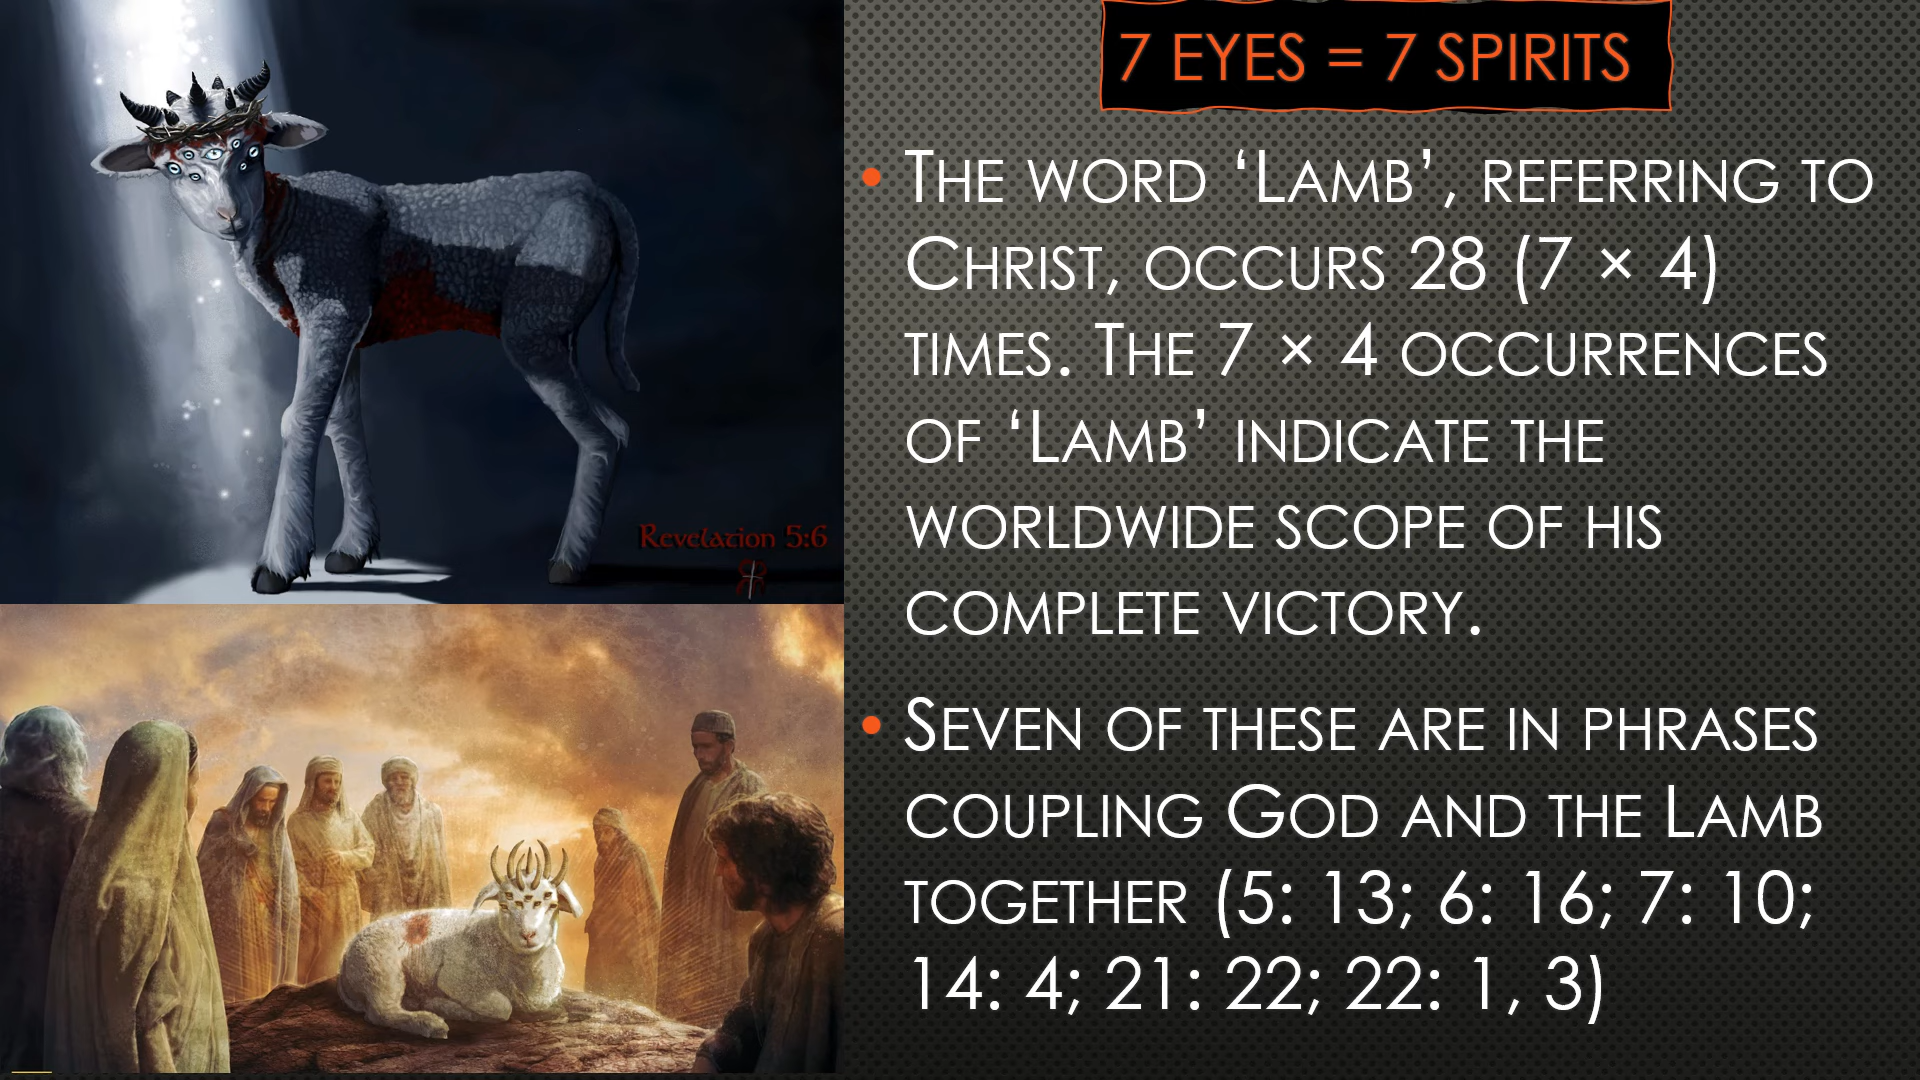 7 EYES = 7 SPIRITS
• THE WORD ‘LAMB’, REFERRING TO
CHRIST, OCCURS 28 (7 × 4)
TIMES. THE 7 × 4 OCCURRENCES
OF ‘LAMB’ INDICATE THE
WORLDWIDE SCOPE OF HIS
COMPLETE VICTORY.
• SEVEN OF THESE ARE IN PHRASES
COUPLING GOD AND THE LAMB
TOGETHER (5: 13; 6: 16; 7: 10;
14: 4; 21: 22; 22: 1, 3)
Revelation 5:6